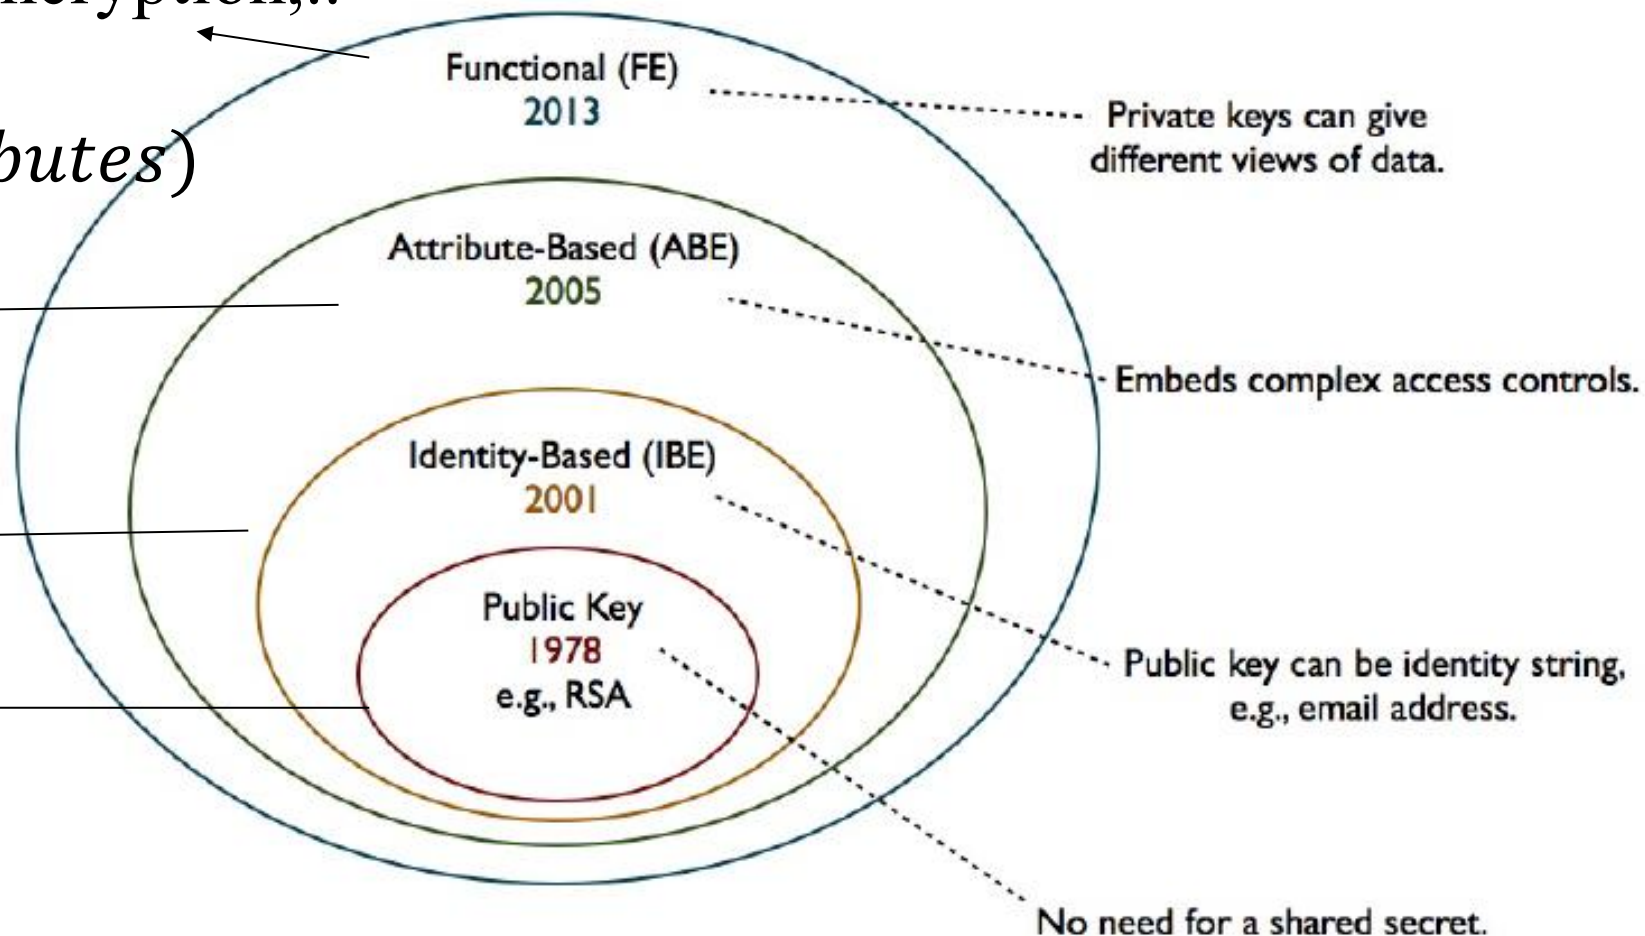 Functional (FE)
2013
Private keys can give
different views of data.
Attribute-Based (ABE)
2005
Embeds complex access controls.
Identity-Based (IBE)
2001
Public Key
1978
e.g., RSA
Public key can be identity string,
e.g., email address.
No need for a shared secret.